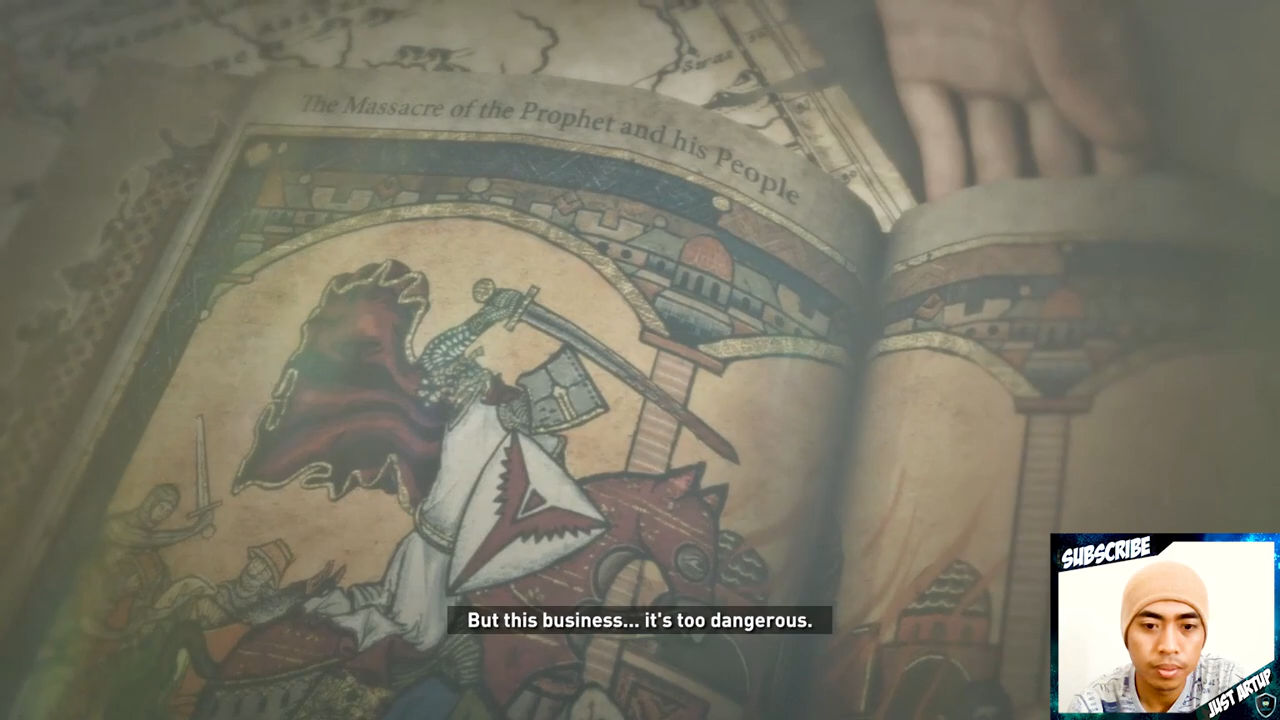 The Massacre of the Prophet and his People
But this business... it's too dangerous.
SUBSCRIBE
JUST ARTUP